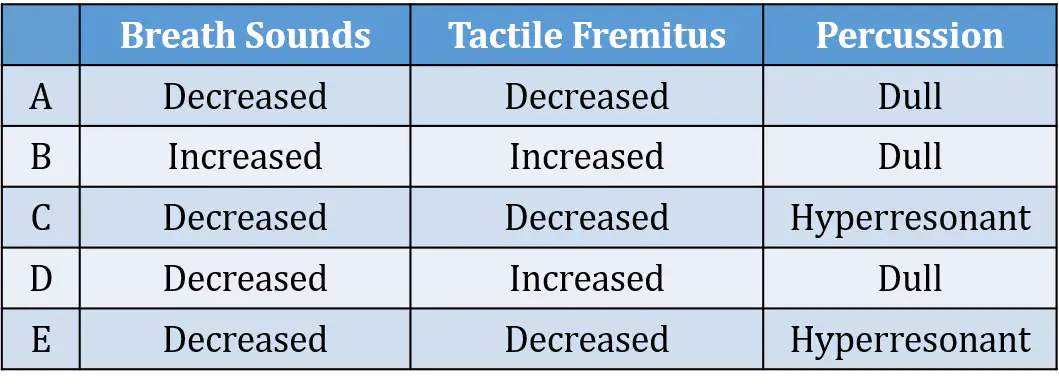 Breath Sounds Tactile Fremitus Percussion
A Decreased Decreased Dull
B Increased Increased Dull
C Decreased Decreased Hyperresonant
D Decreased Increased Dull
E Decreased Decreased Hyperresonant